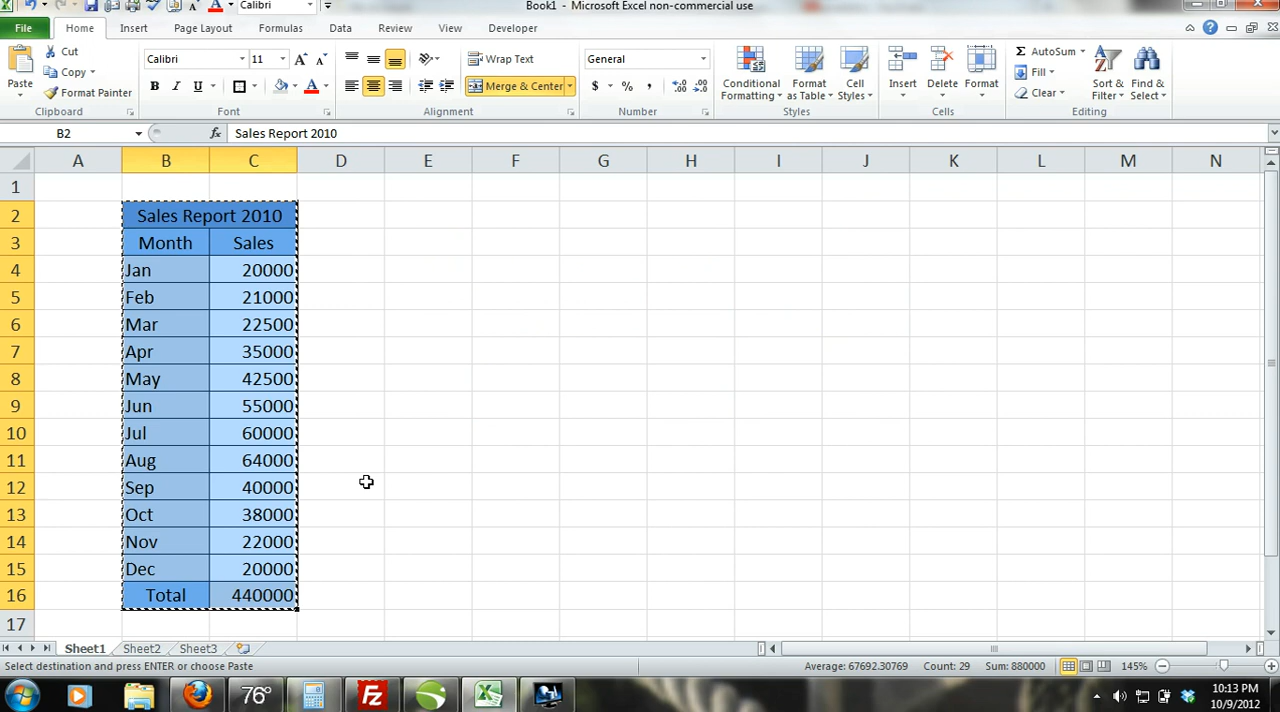 Book1 - Microsoft Excel non-commercial use
Calibri
File Home Insert Page Layout Formulas Data Review View Developer
Paste
Cut
Copy
Format Painter
Clipboard
Calibri 11
B I U
Font
Wrap Text
Merge & Center
Alignment
General
$ % ,
Number
Conditional Formatting
Format as Table
Cell Styles
Styles
Insert Delete Format
Cells
AutoSum
Fill
Clear
Sort & Filter
Find & Select
Editing
B2 fx Sales Report 2010
A B C D E F G H I J K L M N
1
2 Sales Report 2010
3 Month Sales
4 Jan 20000
5 Feb 21000
6 Mar 22500
7 Apr 35000
8 May 42500
9 Jun 55000
10 Jul 60000
11 Aug 64000
12 Sep 40000
13 Oct 38000
14 Nov 22000
15 Dec 20000
16 Total 440000
17
Sheet1 Sheet2 Sheet3
Select destination and press ENTER or choose Paste Average: 67692.30769 Count: 29 Sum: 880000 145%
76° 10:13 PM
10/9/2012